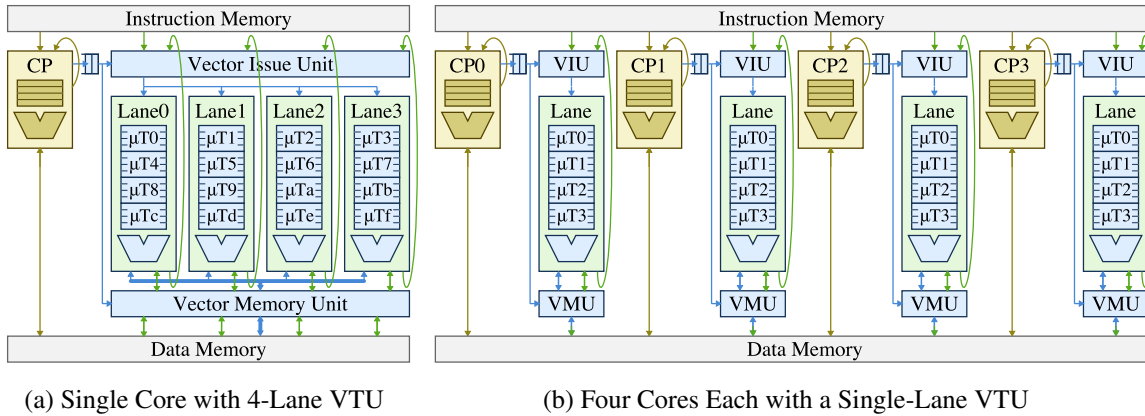 Instruction Memory
CP
Vector Issue Unit
Lane0 Lane1 Lane2 Lane3
μT0 μT1 μT2 μT3
μT4 μT5 μT6 μT7
μT8 μT9 μTa μTb
μTc μTd μTe μTf
Vector Memory Unit
Data Memory
(a) Single Core with 4-Lane VTU
Instruction Memory
CP0 VIU CP1 VIU CP2 VIU CP3 VIU
Lane Lane Lane Lane
μT0 μT0 μT0 μT0
μT1 μT1 μT1 μT1
μT2 μT2 μT2 μT2
μT3 μT3 μT3 μT3
VMU VMU VMU VMU
Data Memory
(b) Four Cores Each with a Single-Lane VTU